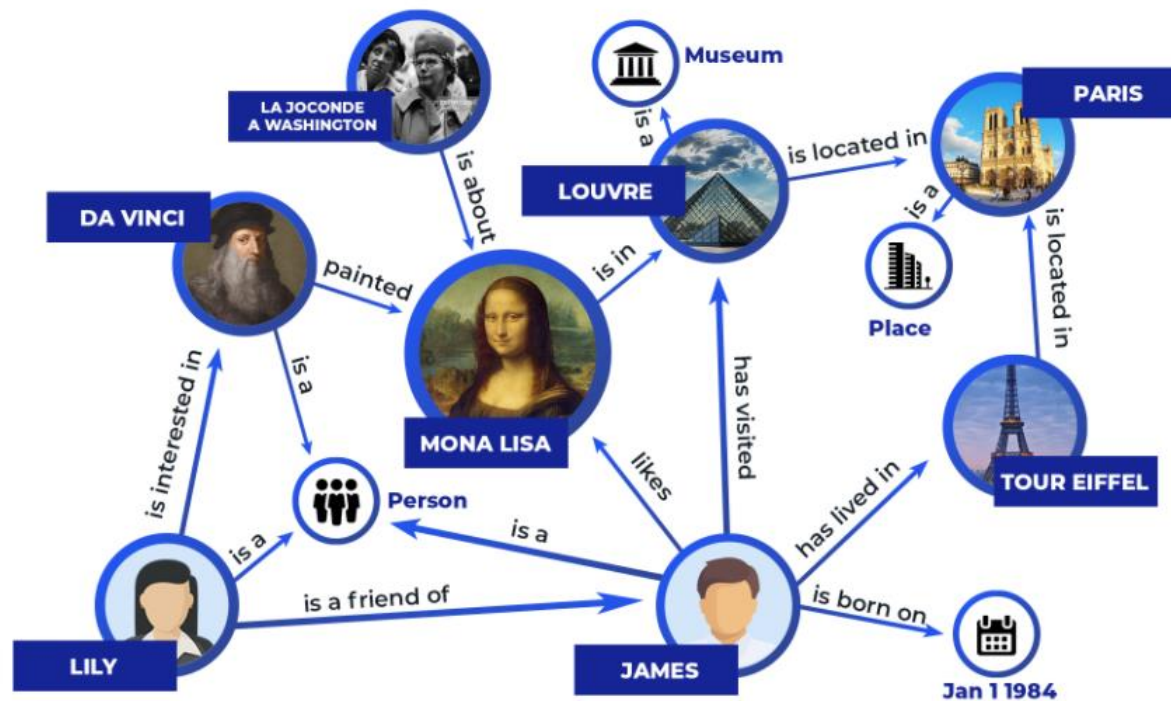 Museum
PARIS
LA JOCONDE
A WASHINGTON
is a
is located in
is about
LOUVRE
DA VINCI
is a
is located in
painted
is in
Place
is a
is interested in
has visited
MONA LISA
likes
TOUR EIFFEL
Person
has lived in
is a
is a
is a friend of
is born on
LILY
JAMES
Jan 1 1984